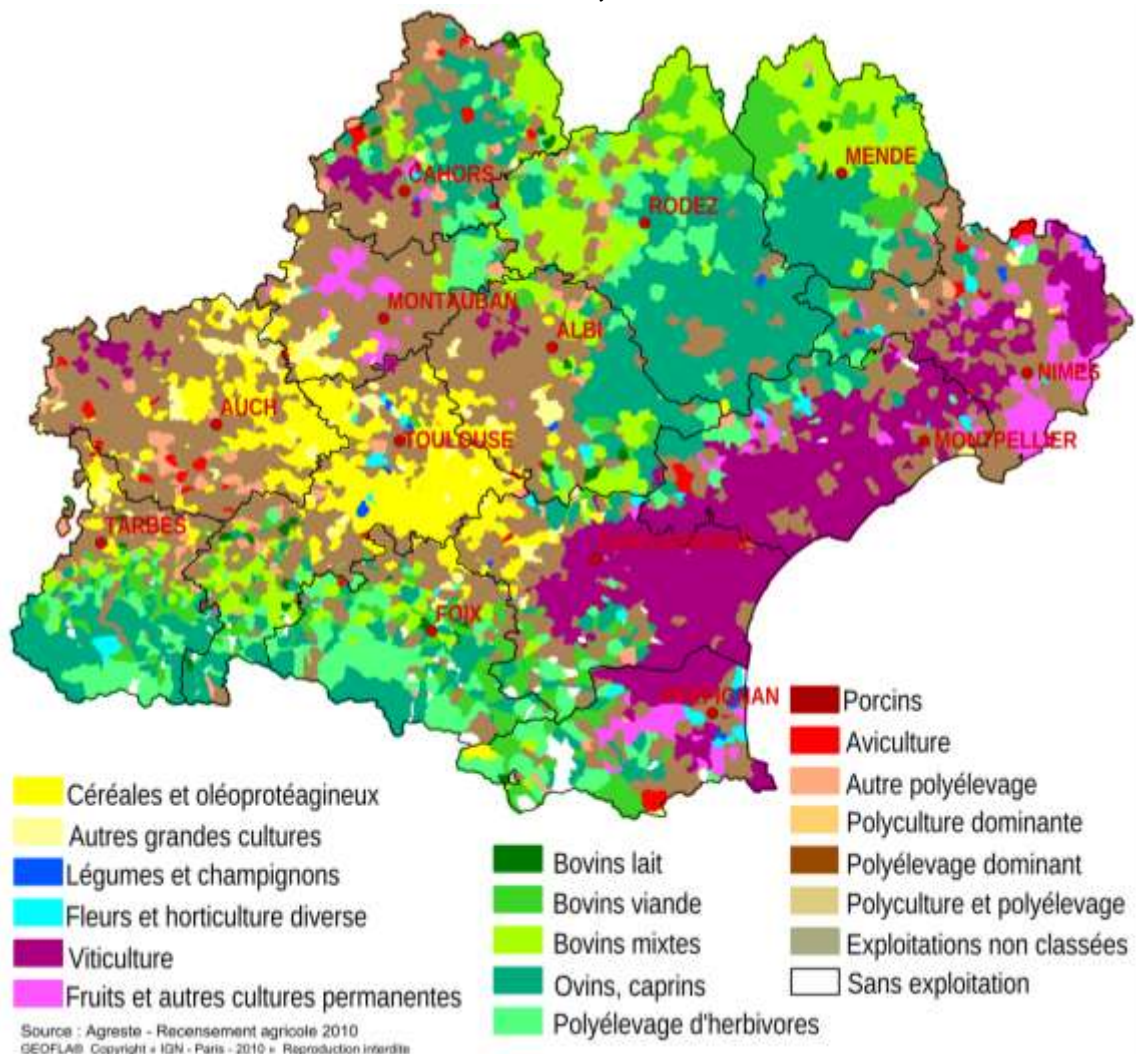 CAHORS
MENDE
RODEZ
MONTAUBAN
ALBI
NIMES
AUCH
TOULOUSE
MONTPELLIER
TARBES
FOIX
Porcins
Aviculture
Autre polyélevage
Polyculture dominante
Polyélevage dominant
Polyculture et polyélevage
Exploitations non classées
Sans exploitation
Céréales et oléoprotéagineux
Autres grandes cultures
Légumes et champignons
Fleurs et horticulture diverse
Viticulture
Fruits et autres cultures permanentes
Bovins lait
Bovins viande
Bovins mixtes
Ovins, caprins
Polyélevage d'herbivores
Source : Agreste - Recensement agricole 2010
GEOFLA® Copyright « IGN - Paris - 2010 » Reproduction interdite